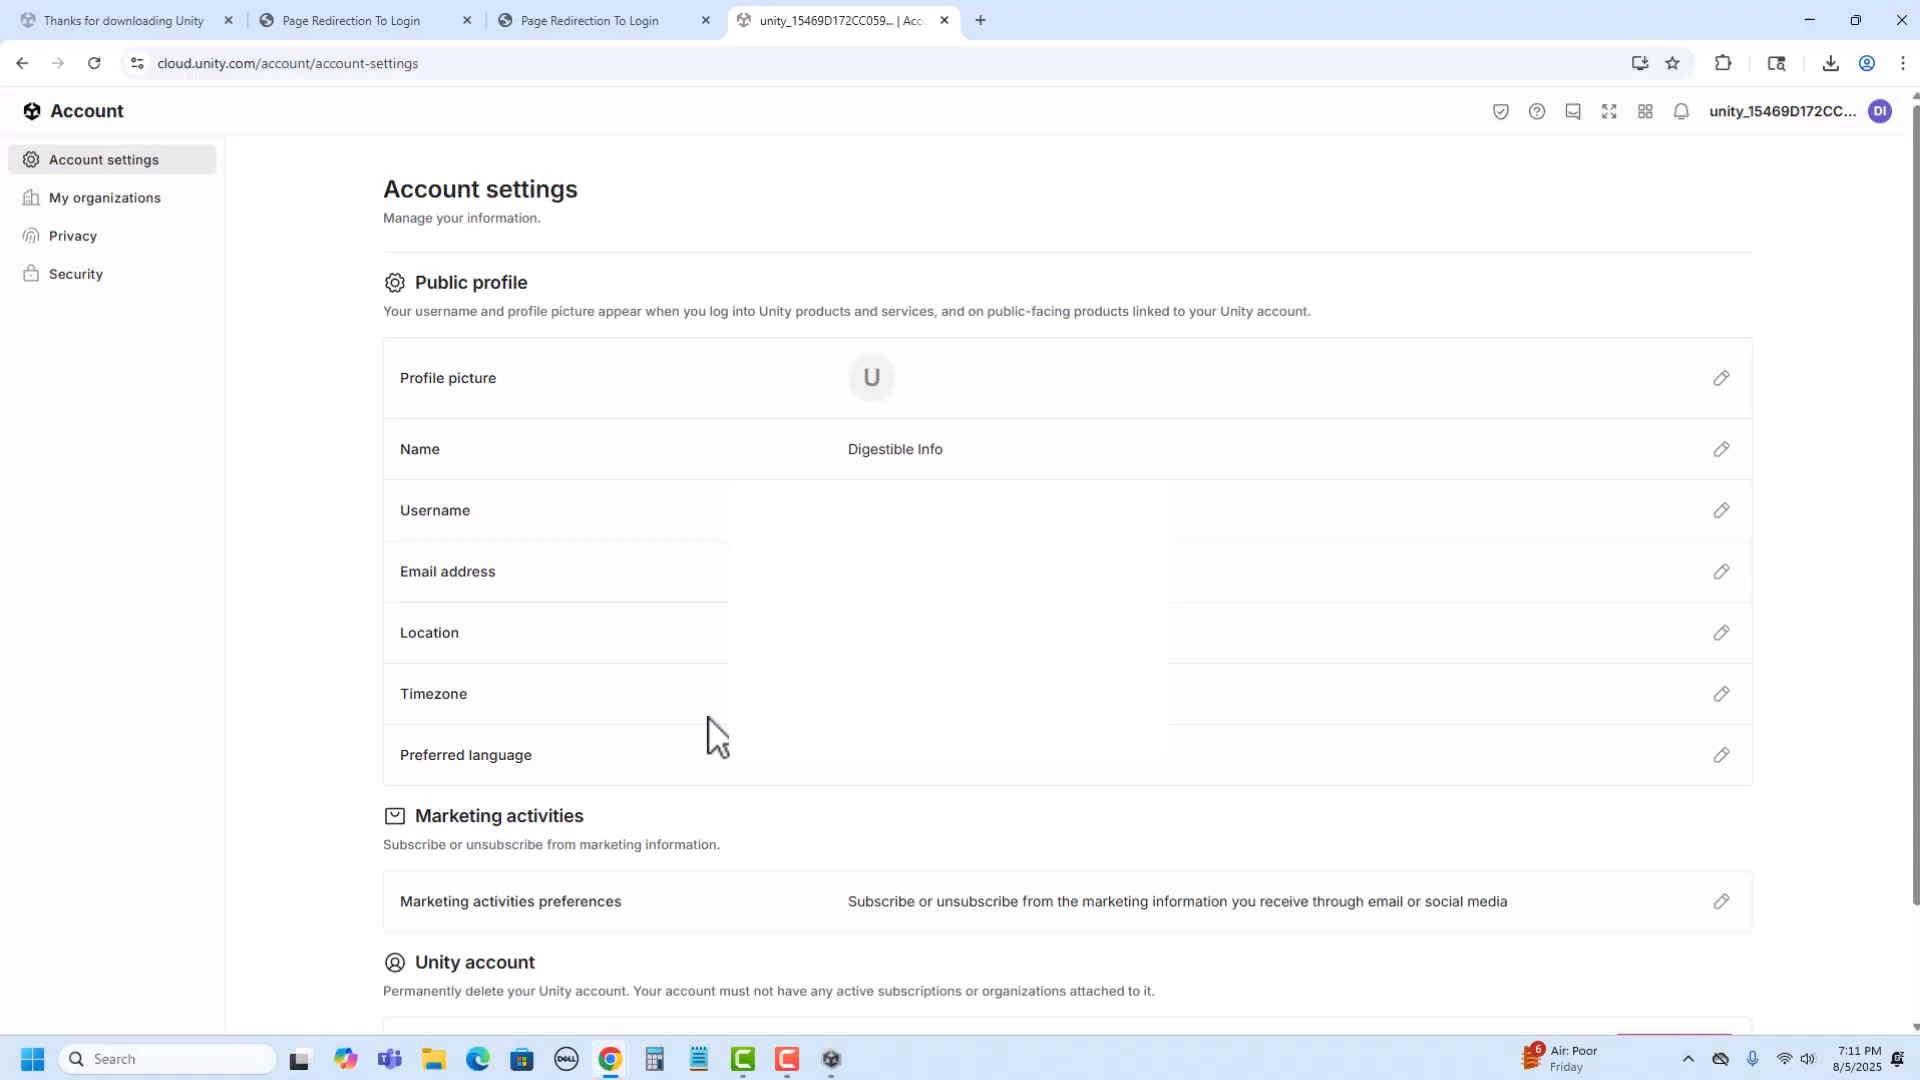 Thanks for downloading Unity
Page Redirection To Login
Page Redirection To Login
unity_15469D172CC059... | Acc
cloud.unity.com/account/account-settings
Account
unity_15469D172CC...
DI
Account settings
My organizations
Privacy
Security
Account settings
Manage your information.
Public profile
Your username and profile picture appear when you log into Unity products and services, and on public-facing products linked to your Unity account.
Profile picture
U
Name
Digestible Info
Username
Email address
Location
Timezone
Preferred language
Marketing activities
Subscribe or unsubscribe from marketing information.
Marketing activities preferences
Subscribe or unsubscribe from the marketing information you receive through email or social media
Unity account
Permanently delete your Unity account. Your account must not have any active subscriptions or organizations attached to it.
Search
DELL
6
Air: Poor
Friday
7:11 PM
8/5/2025